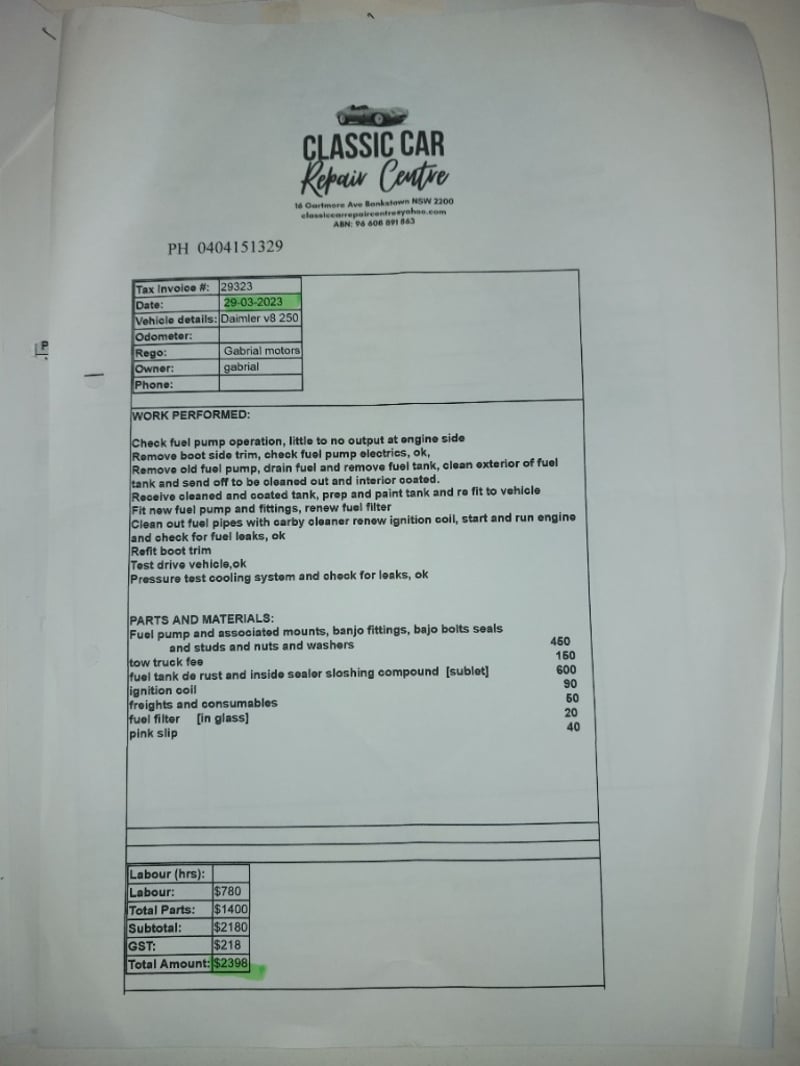 CLASSIC CAR
Repair Centre
16 Gartmore Ave Bankstown NSW 2200
classiccarrepaircentre@yahoo.com
ABN: 96 608 891 863
PH 0404151329
Tax Invoice #: 29323
Date: 29-03-2023
Vehicle details: Daimler v8 250
Odometer:
Rego: Gabrial motors
Owner: gabrial
Phone:
P
WORK PERFORMED:
Check fuel pump operation, little to no output at engine side
Remove boot side trim, check fuel pump electrics, ok,
Remove old fuel pump, drain fuel and remove fuel tank, clean exterior of fuel
tank and send off to be cleaned out and interior coated.
Receive cleaned and coated tank, prep and paint tank and re fit to vehicle
Fit new fuel pump and fittings, renew fuel filter
Clean out fuel pipes with carby cleaner renew ignition coil, start and run engine
and check for fuel leaks, ok
Refit boot trim
Test drive vehicle,ok
Pressure test cooling system and check for leaks, ok
PARTS AND MATERIALS:
Fuel pump and associated mounts, banjo fittings, bajo bolts seals
and studs and nuts and washers 450
tow truck fee 150
fuel tank de rust and inside sealer sloshing compound [sublet] 600
ignition coil 90
freights and consumables 50
fuel filter [in glass] 20
pink slip 40
Labour (hrs):
Labour: $780
Total Parts: $1400
Subtotal: $2180
GST: $218
Total Amount: $2398